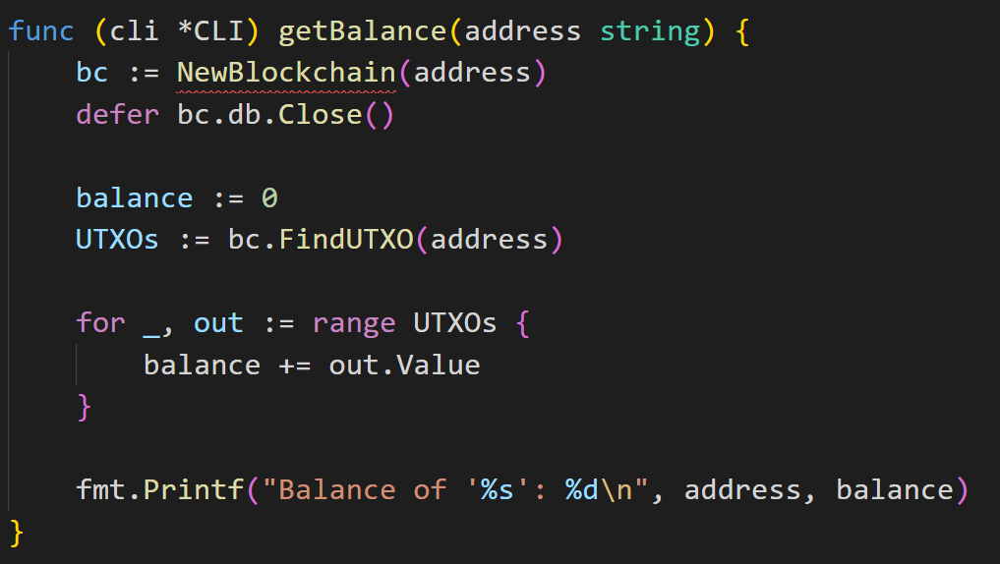 func (cli *CLI) getBalance(address string) {
    bc := NewBlockchain(address)
    defer bc.db.Close()

    balance := 0
    UTXOs := bc.FindUTXO(address)

    for _, out := range UTXOs {
        balance += out.Value
    }

    fmt.Printf("Balance of '%s': %d\n", address, balance)
}